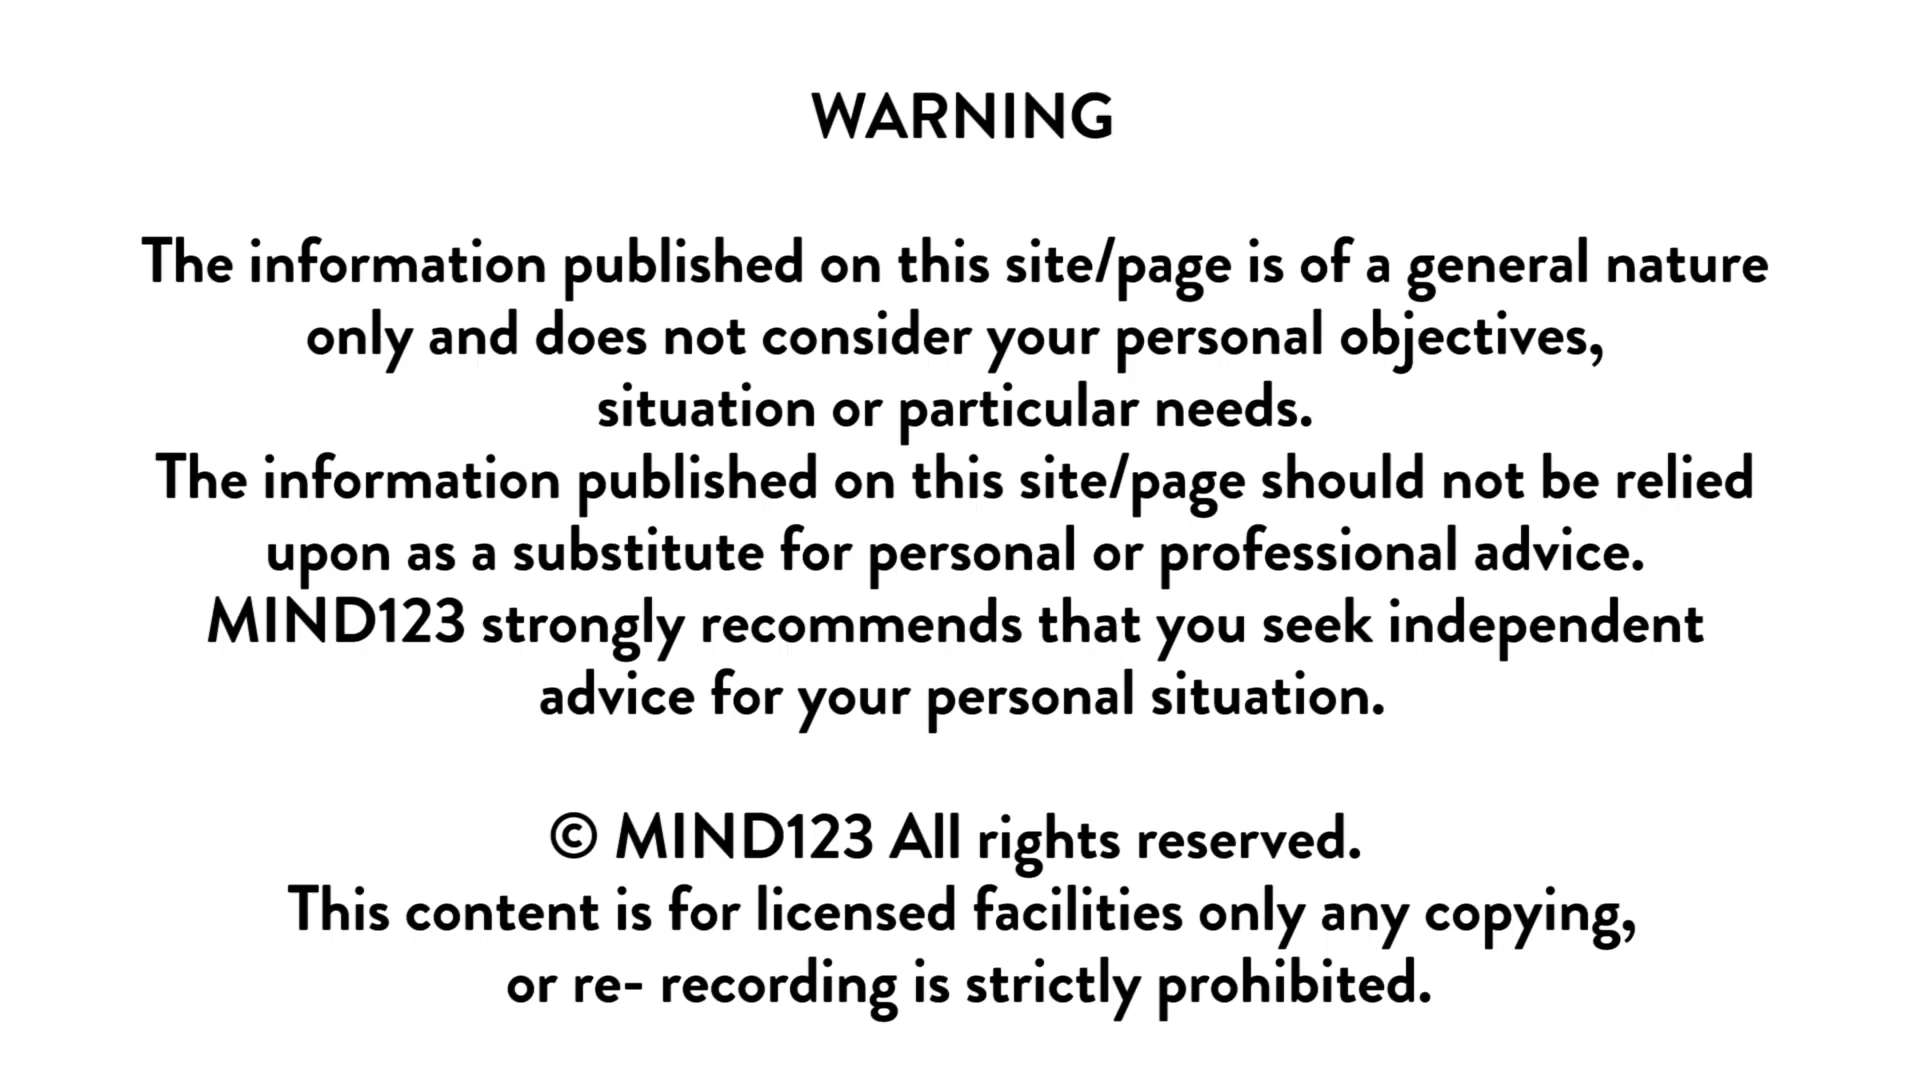 WARNING
The information published on this site/page is of a general nature
only and does not consider your personal objectives,
situation or particular needs.
The information published on this site/page should not be relied
upon as a substitute for personal or professional advice.
MIND123 strongly recommends that you seek independent
advice for your personal situation.
© MIND123 All rights reserved.
This content is for licensed facilities only any copying,
or re- recording is strictly prohibited.